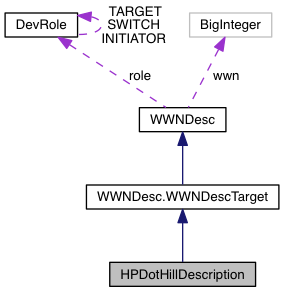 TARGET
SWITCH
INITIATOR
DevRole
BigInteger
role
wwn
WWNDesc
WWNDesc.WWNDescTarget
HPDotHillDescription